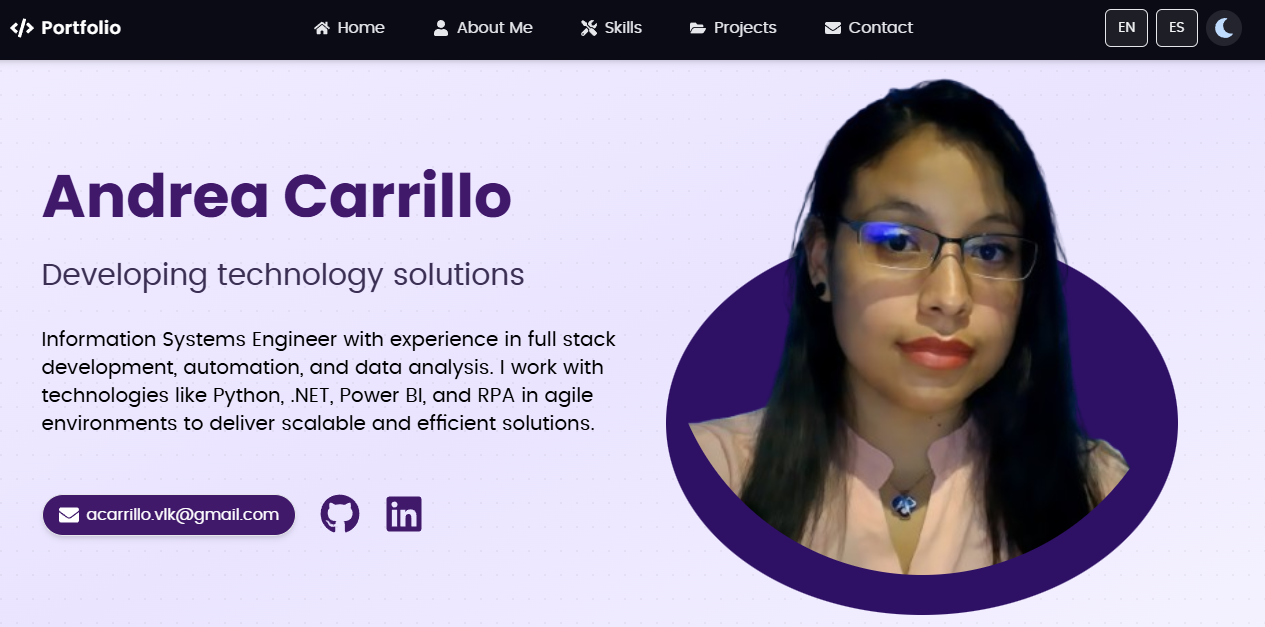 Portfolio
Home
About Me
Skills
Projects
Contact
EN
ES
Andrea Carrillo
Developing technology solutions
Information Systems Engineer with experience in full stack
development, automation, and data analysis. I work with
technologies like Python, .NET, Power BI, and RPA in agile
environments to deliver scalable and efficient solutions.
acarrillo.vlk@gmail.com
in